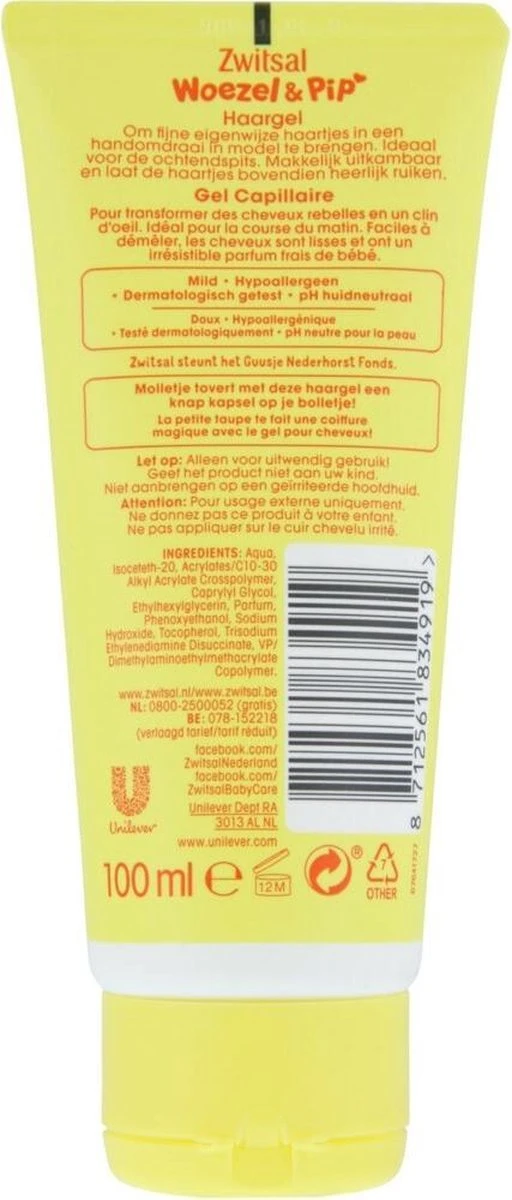 Zwitsal
Woezel & Pip
Haargel
Om fijne eigenwijze haartjes in een
handomdraai in model te brengen. Ideaal
voor de ochtendspits. Makkelijk uitkambaar
en laat de haartjes bovendien heerlijk ruiken.
Gel Capillaire
Pour transformer des cheveux rebelles en un clin
d'oeil. Idéal pour la course du matin. Faciles à
démêler, les cheveux sont lisses et ont un
irrésistible parfum frais de bébé.
Mild • Hypoallergeen
• Dermatologisch getest • pH huidneutraal
Doux • Hypoallergénique
• Testé dermatologiquement • pH neutre pour la peau
Zwitsal steunt het Guusje Nederhorst Fonds.
Molletje tovert met deze haargel een
knap kapsel op je bolletje!
La petite taupe te fait une coiffure
magique avec le gel pour cheveux!
Let op: Alleen voor uitwendig gebruik!
Geef het product niet aan uw kind.
Niet aanbrengen op een geïrriteerde hoofdhuid.
Attention: Pour usage externe uniquement.
Ne donnez pas ce produit à votre enfant.
Ne pas appliquer sur le cuir chevelu irrité.
INGREDIENTS: Aqua,
Isoceteth-20, Acrylates/C10-30
Alkyl Acrylate Crosspolymer,
Caprylyl Glycol,
Ethylhexylglycerin, Parfum,
Phenoxyethanol, Sodium
Hydroxide, Tocopherol, Trisodium
Ethylenediamine Disuccinate, VP/
Dimethylaminoethylmethacrylate
Copolymer.
www.zwitsal.nl/www.zwitsal.be
NL: 0800-2500052 (gratis)
BE: 078-152218
(verlaagd tarief/tarif réduit)
facebook.com/
ZwitsalNederland
facebook.com/
ZwitsalBabyCare
Unilever Dept RA
3013 AL NL
www.unilever.com
Unilever
8 712561 834919 >
100 ml e
12M
®
7
OTHER